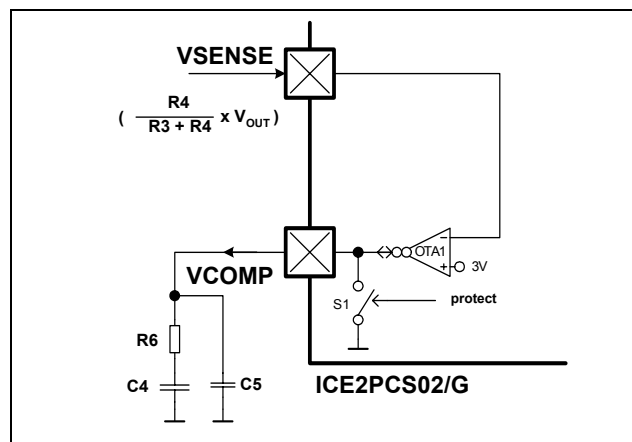 VSENSE
R4
( ――― x VOUT )
R3 + R4
−
OTA1
+ 3V
VCOMP
S1
protect
R6
C4
C5
ICE2PCS02/G